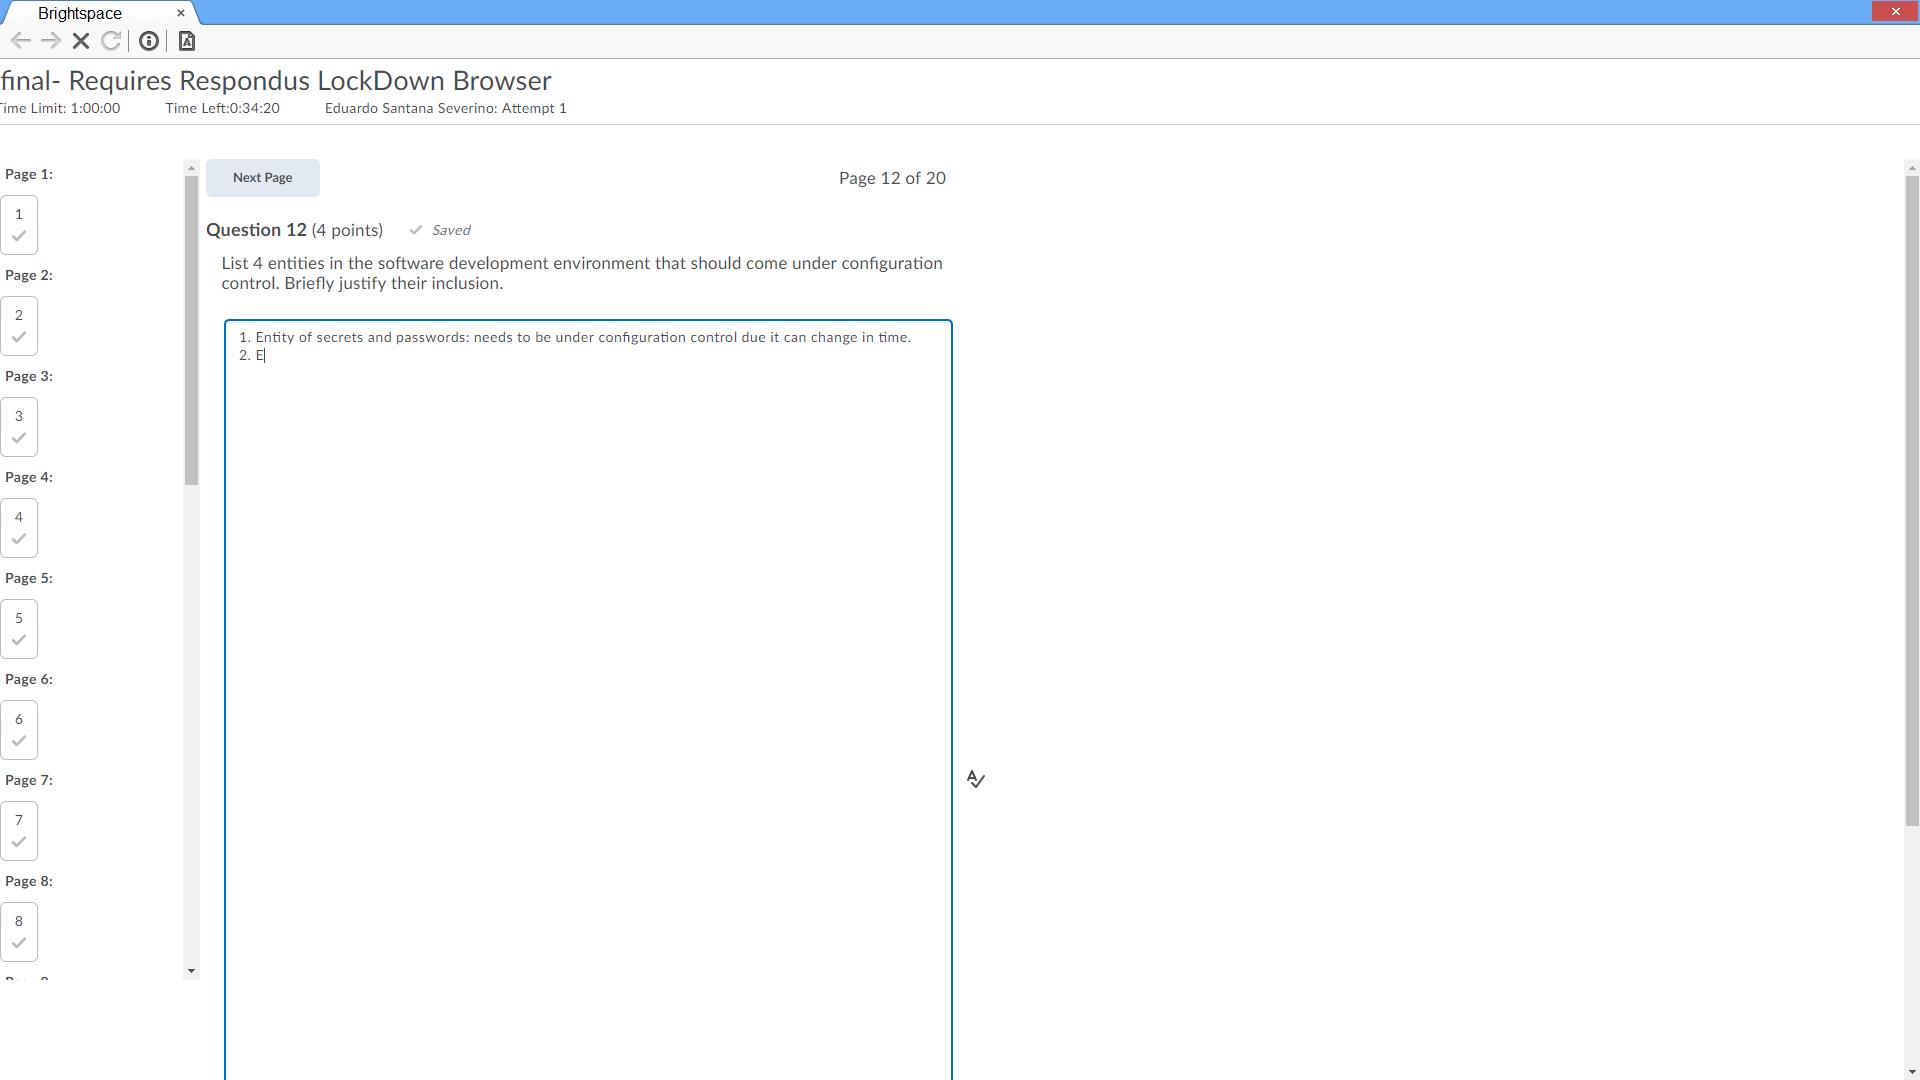 Brightspace
final- Requires Respondus LockDown Browser
Time Limit: 1:00:00 Time Left:0:34:20 Eduardo Santana Severino: Attempt 1
Page 1:
1
Page 2:
2
Page 3:
3
Page 4:
4
Page 5:
5
Page 6:
6
Page 7:
7
Page 8:
8
Next Page
Page 12 of 20
Question 12 (4 points) Saved
List 4 entities in the software development environment that should come under configuration
control. Briefly justify their inclusion.
1. Entity of secrets and passwords: needs to be under configuration control due it can change in time.
2. E